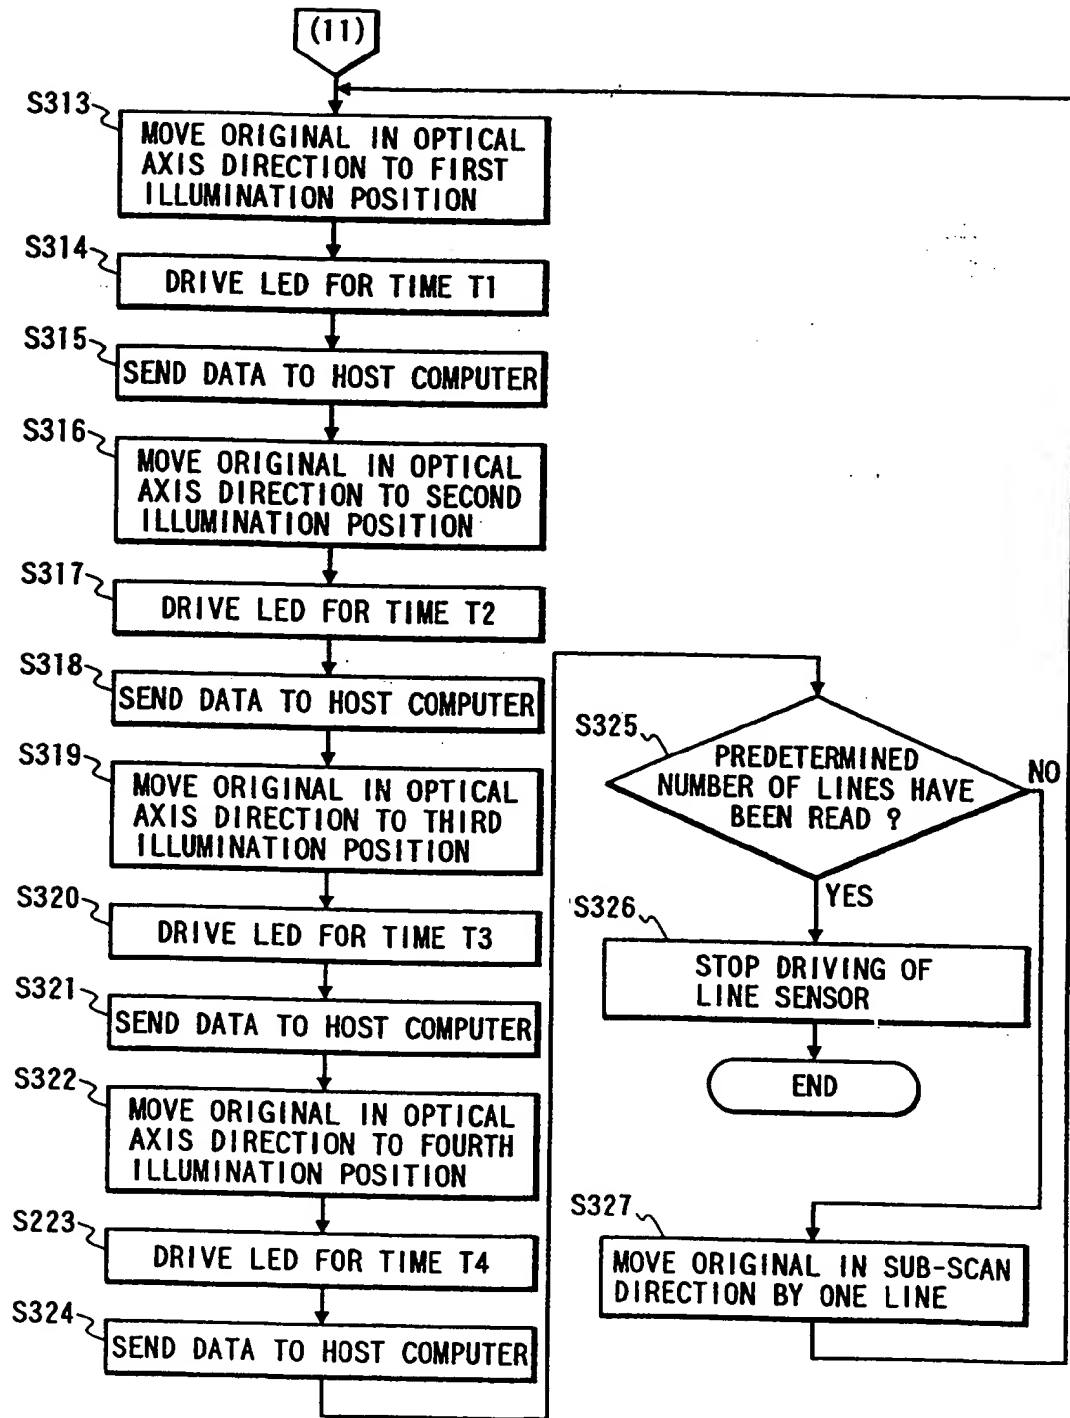 (11)
S313
MOVE ORIGINAL IN OPTICAL
AXIS DIRECTION TO FIRST
ILLUMINATION POSITION
S314
DRIVE LED FOR TIME T1
S315
SEND DATA TO HOST COMPUTER
S316
MOVE ORIGINAL IN OPTICAL
AXIS DIRECTION TO SECOND
ILLUMINATION POSITION
S317
DRIVE LED FOR TIME T2
S318
SEND DATA TO HOST COMPUTER
S319
MOVE ORIGINAL IN OPTICAL
AXIS DIRECTION TO THIRD
ILLUMINATION POSITION
S320
DRIVE LED FOR TIME T3
S321
SEND DATA TO HOST COMPUTER
S322
MOVE ORIGINAL IN OPTICAL
AXIS DIRECTION TO FOURTH
ILLUMINATION POSITION
S223
DRIVE LED FOR TIME T4
S324
SEND DATA TO HOST COMPUTER
S325
PREDETERMINED
NUMBER OF LINES HAVE
BEEN READ ?
NO
YES
S326
STOP DRIVING OF
LINE SENSOR
END
S327
MOVE ORIGINAL IN SUB-SCAN
DIRECTION BY ONE LINE